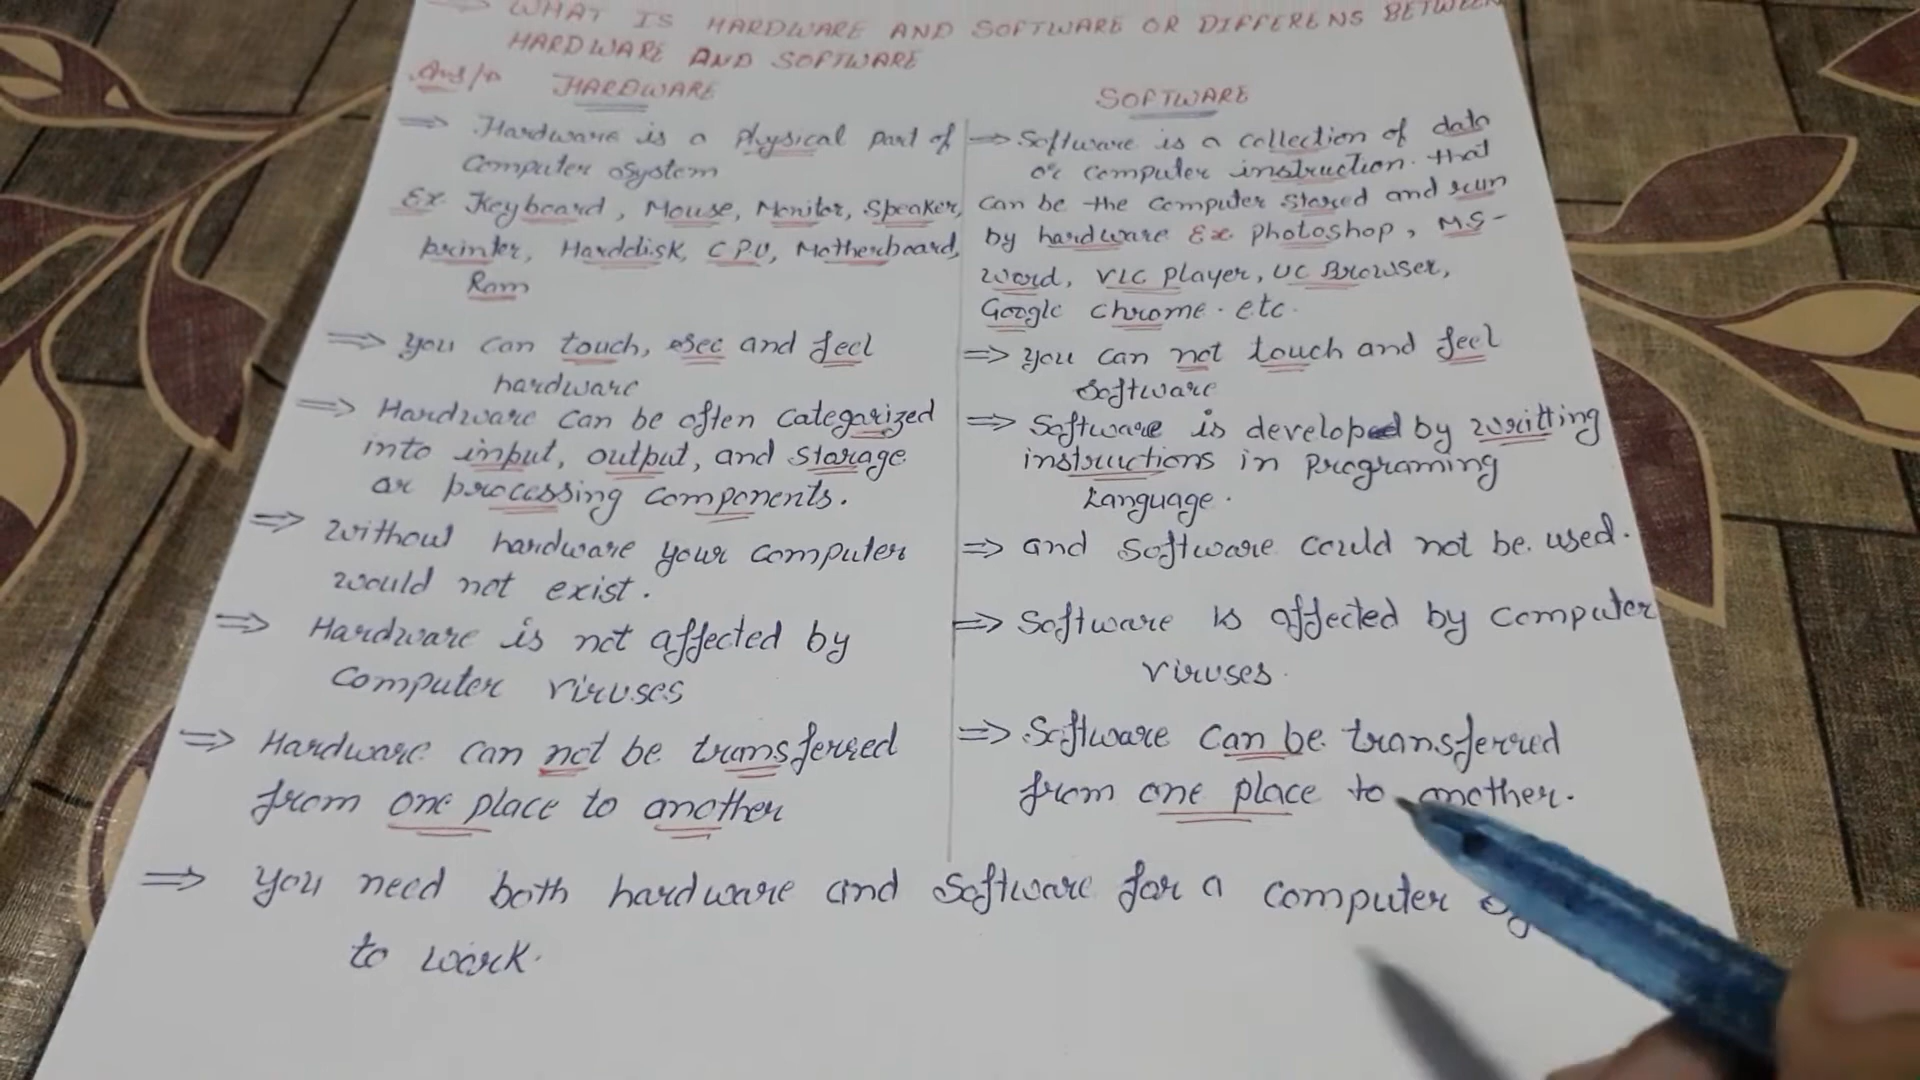 WHAT IS HARDWARE AND SOFTWARE OR DIFFERENS BETWEEN
HARDWARE AND SOFTWARE
Ans/n
HARDWARE
⇒ Hardware is a physical part of
Computer System
Ex Keyboard, Mouse, Monitor, Speaker,
printer, Harddisk, CPU, Motherboard,
Ram
⇒ you can touch, see and feel
hardware
⇒ Hardware can be often categarized
into input, output, and starage
or processing components.
⇒ without hardware your computer
would not exist.
⇒ Hardware is not affected by
Computer viruses
⇒ Hardware can not be transferred
from one place to another
SOFTWARE
⇒ Software is a collection of data
or computer instruction. that
can be the computer stared and run
by hardware Ex photoshop, MS-
word, VLC player, UC Browser,
Google chrome. etc.
⇒ you can not touch and feel
Software
⇒ Software is developed by writting
instructions in programing
Language.
⇒ and software could not be used.
⇒ Software is affected by computer
viruses.
⇒ Software can be transferred
from one place to another.
⇒ you need both hardware and software for a computer
to work.